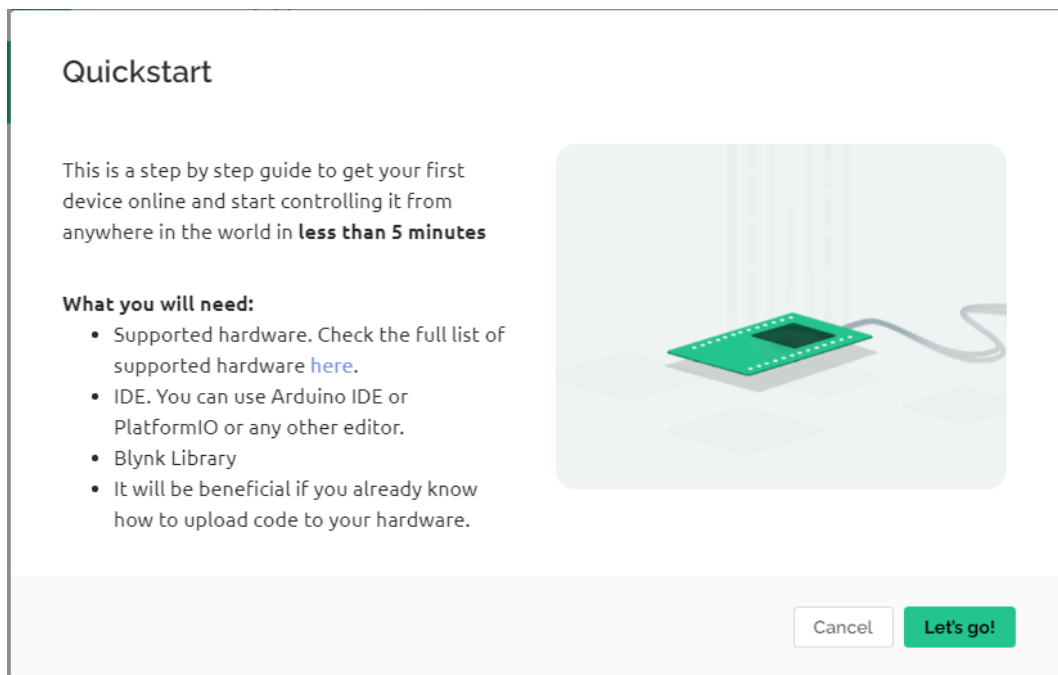 Quickstart
This is a step by step guide to get your first
device online and start controlling it from
anywhere in the world in less than 5 minutes
What you will need:
• Supported hardware. Check the full list of
supported hardware here.
• IDE. You can use Arduino IDE or
PlatformIO or any other editor.
• Blynk Library
• It will be beneficial if you already know
how to upload code to your hardware.
Cancel
Let's go!